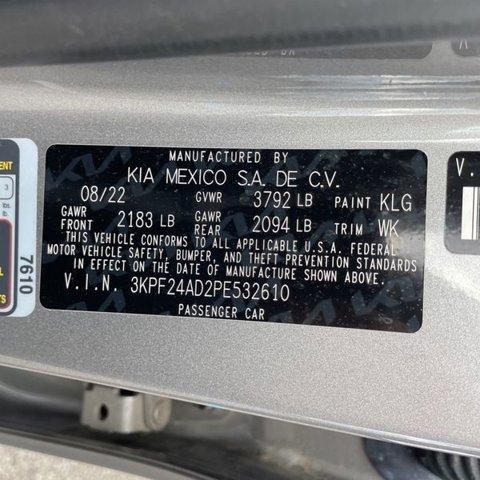 MANUFACTURED BY
KIA MEXICO S.A. DE C.V.
08/22 GVWR 3792 LB PAINT KLG
GAWR FRONT 2183 LB GAWR REAR 2094 LB TRIM WK
THIS VEHICLE CONFORMS TO ALL APPLICABLE U.S.A. FEDERAL
MOTOR VEHICLE SAFETY, BUMPER, AND THEFT PREVENTION STANDARDS
IN EFFECT ON THE DATE OF MANUFACTURE SHOWN ABOVE.
V.I.N. 3KPF24AD2PE532610
PASSENGER CAR
7610
3
V.